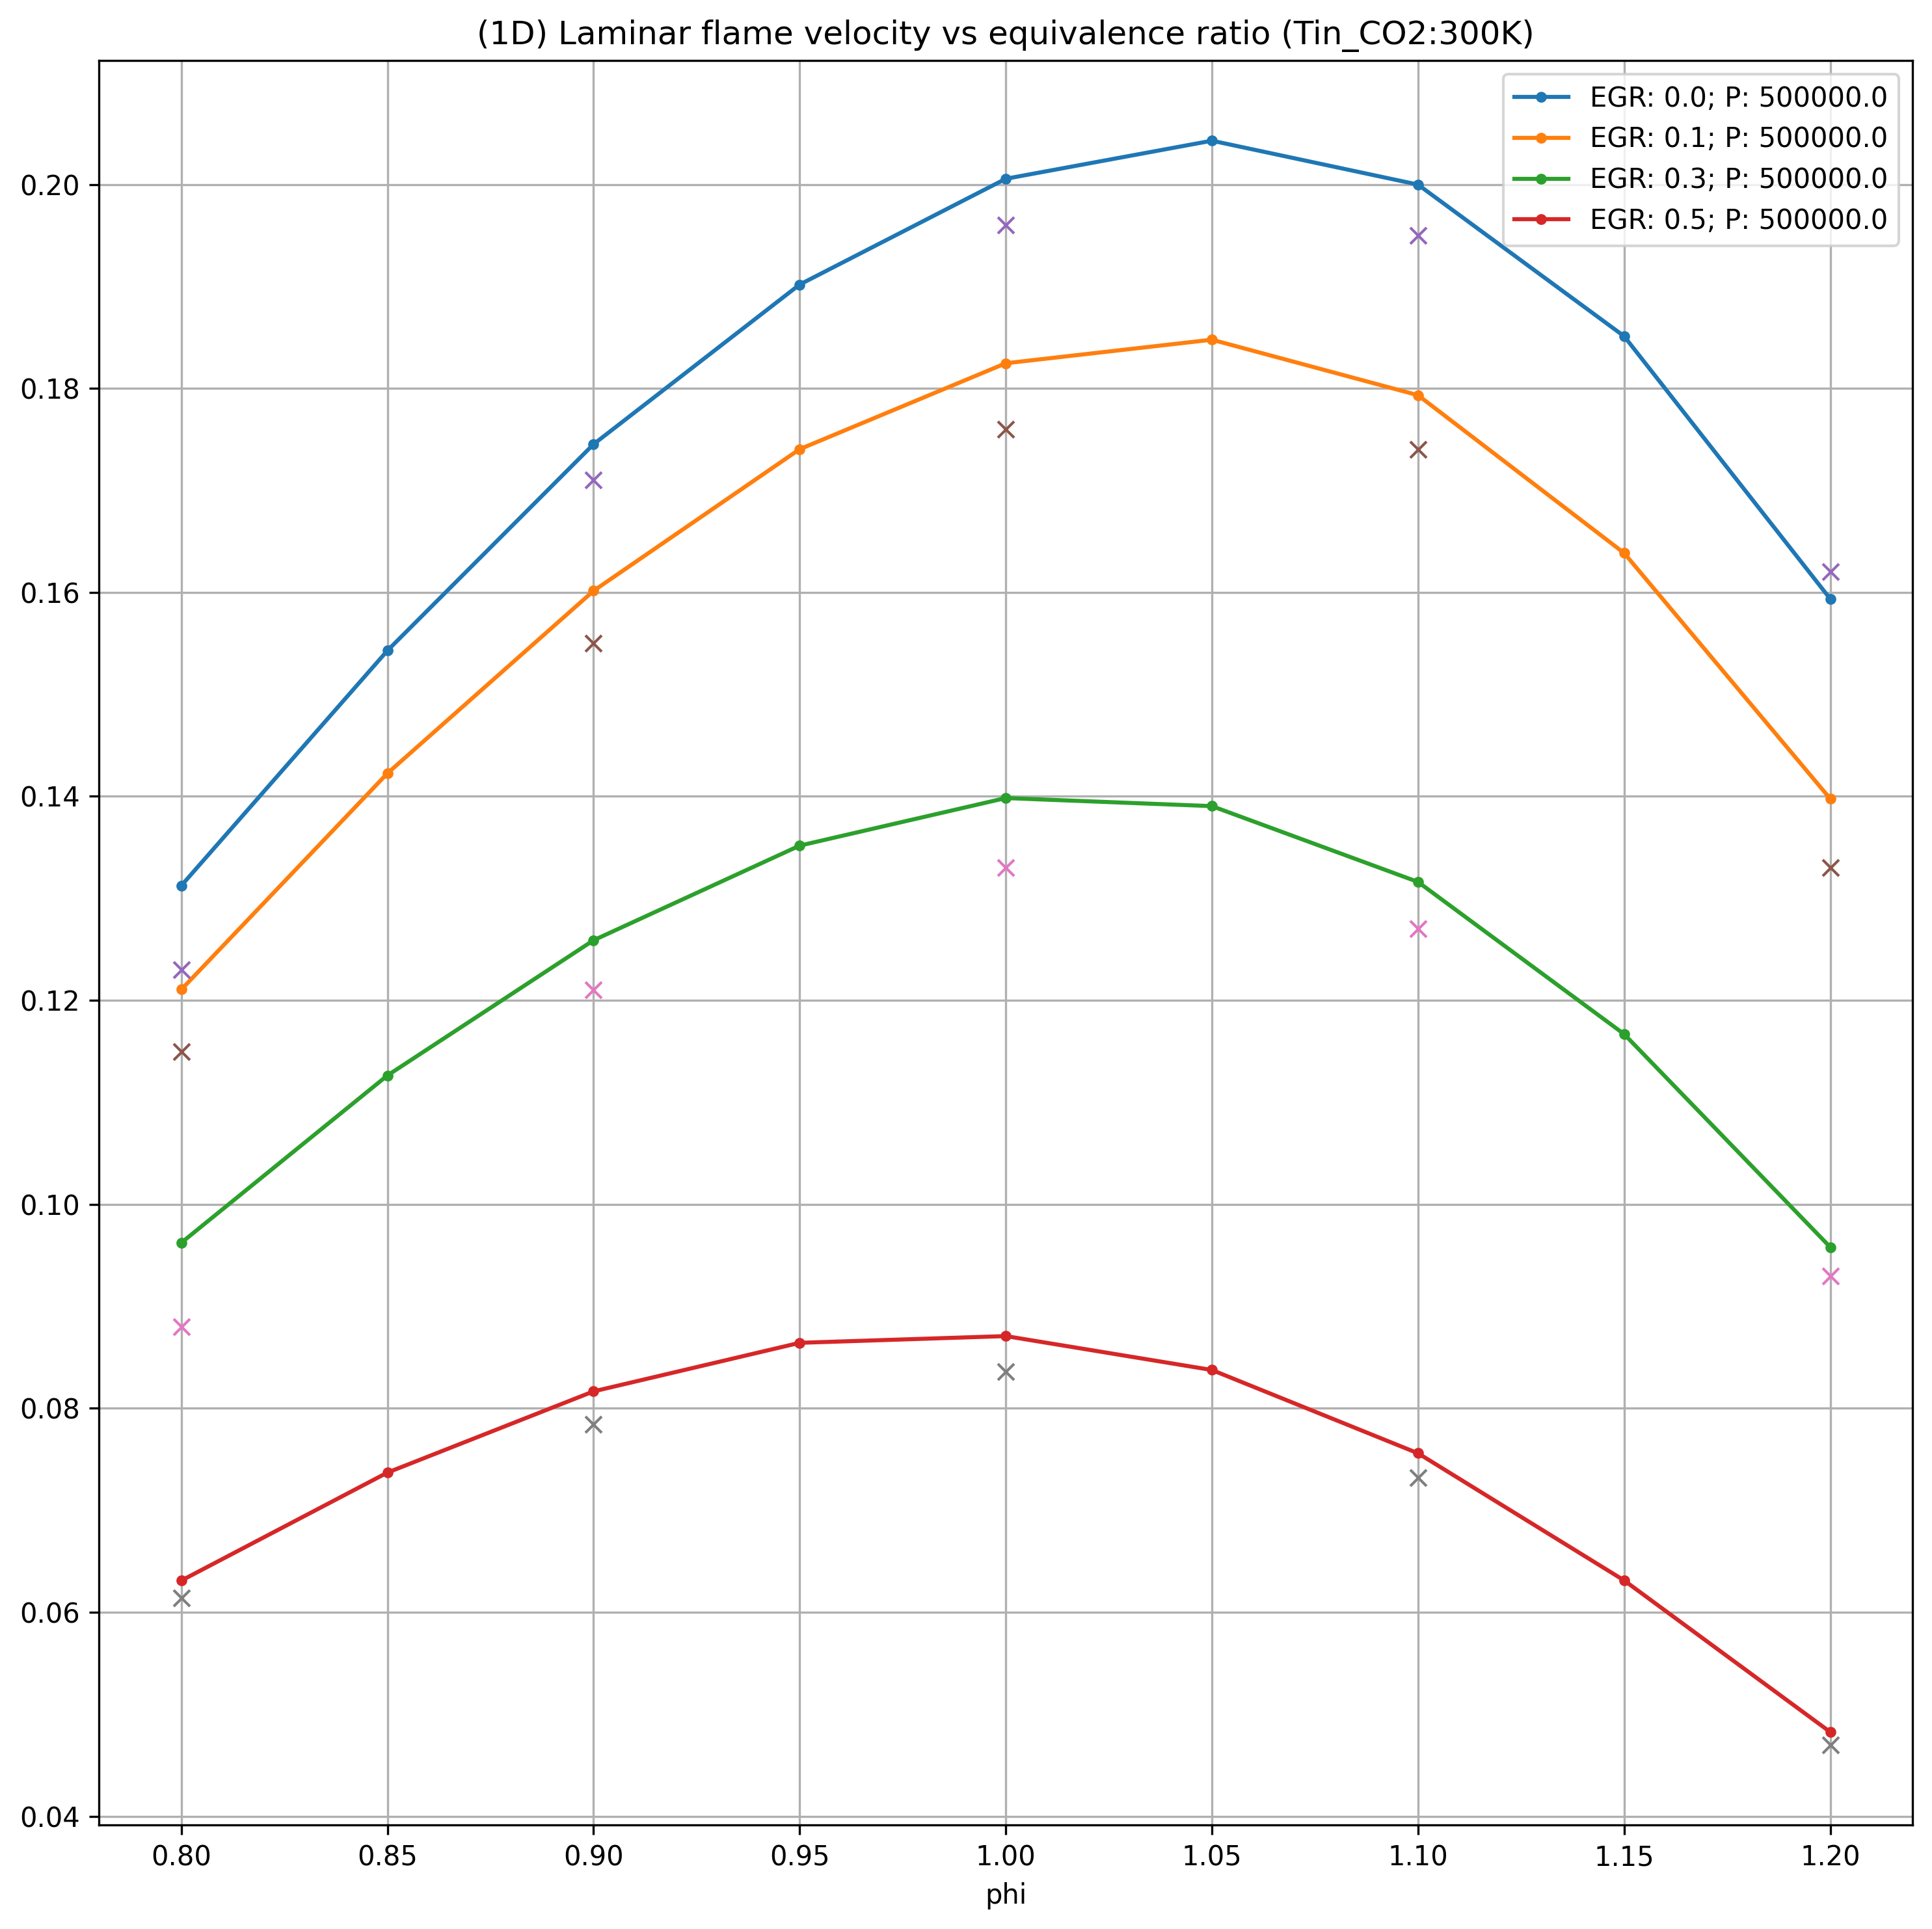 (1D) Laminar flame velocity vs equivalence ratio (Tin_CO2:300K)
EGR: 0.0; P: 500000.0
EGR: 0.1; P: 500000.0
EGR: 0.3; P: 500000.0
EGR: 0.5; P: 500000.0
0.20
0.18
0.16
0.14
0.12
0.10
0.08
0.06
0.04
0.80 0.85 0.90 0.95 1.00 1.05 1.10 1.15 1.20
phi